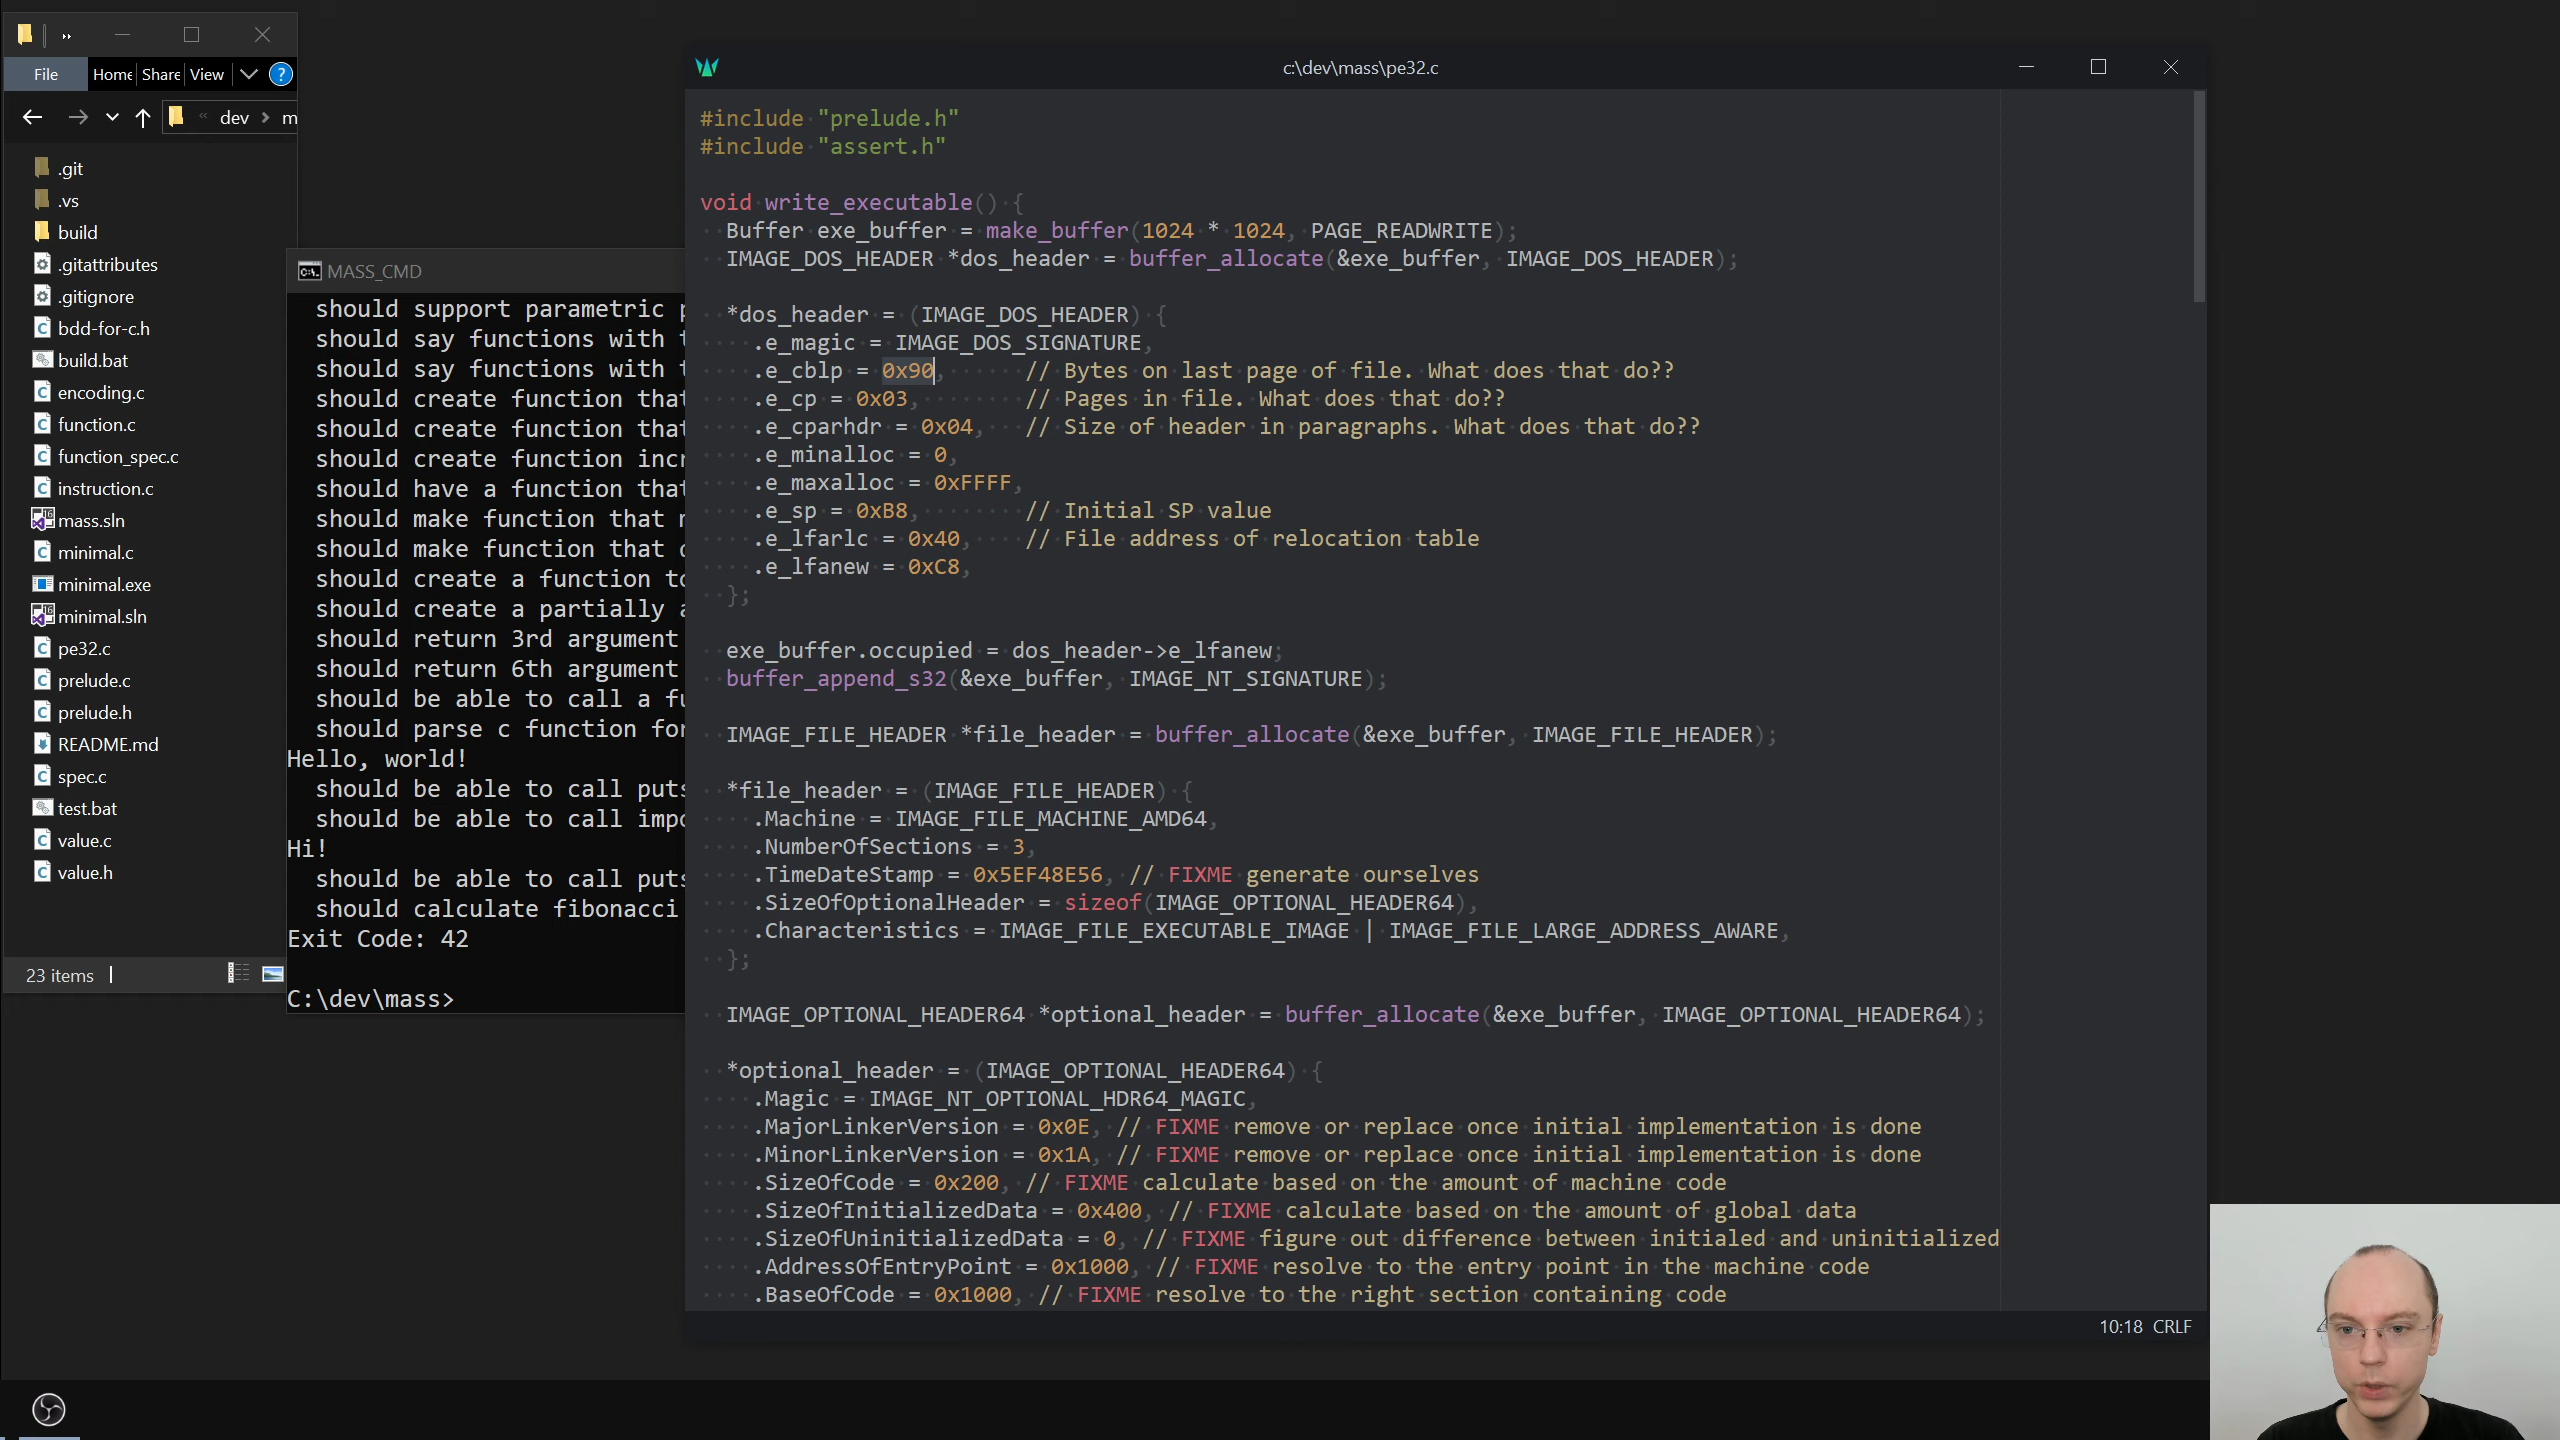 File Home Share View ?
dev > m
.git
.vs
build
.gitattributes
.gitignore
bdd-for-c.h
build.bat
encoding.c
function.c
function_spec.c
instruction.c
mass.sln
minimal.c
minimal.exe
minimal.sln
pe32.c
prelude.c
prelude.h
README.md
spec.c
test.bat
value.c
value.h
23 items
MASS_CMD
should support parametric
should say functions with
should say functions with
should create function that
should create function that
should create function incr
should have a function that
should make function that
should make function that
should create a function to
should create a partially
should return 3rd argument
should return 6th argument
should be able to call a fu
should parse c function for
Hello, world!
should be able to call puts
should be able to call impo
Hi!
should be able to call puts
should calculate fibonacci
Exit Code: 42
C:\dev\mass>
c:\dev\mass\pe32.c
#include "prelude.h"
#include "assert.h"
void write_executable() {
Buffer exe_buffer = make_buffer(1024 * 1024, PAGE_READWRITE);
IMAGE_DOS_HEADER *dos_header = buffer_allocate(&exe_buffer, IMAGE_DOS_HEADER);
*dos_header = (IMAGE_DOS_HEADER) {
.e_magic = IMAGE_DOS_SIGNATURE,
.e_cblp = 0x90, // Bytes on last page of file. What does that do??
.e_cp = 0x03, // Pages in file. What does that do??
.e_cparhdr = 0x04, // Size of header in paragraphs. What does that do??
.e_minalloc = 0,
.e_maxalloc = 0xFFFF,
.e_sp = 0xB8, // Initial SP value
.e_lfarlc = 0x40, // File address of relocation table
.e_lfanew = 0xC8,
};
exe_buffer.occupied = dos_header->e_lfanew;
buffer_append_s32(&exe_buffer, IMAGE_NT_SIGNATURE);
IMAGE_FILE_HEADER *file_header = buffer_allocate(&exe_buffer, IMAGE_FILE_HEADER);
*file_header = (IMAGE_FILE_HEADER) {
.Machine = IMAGE_FILE_MACHINE_AMD64,
.NumberOfSections = 3,
.TimeDateStamp = 0x5EF48E56, // FIXME generate ourselves
.SizeOfOptionalHeader = sizeof(IMAGE_OPTIONAL_HEADER64),
.Characteristics = IMAGE_FILE_EXECUTABLE_IMAGE | IMAGE_FILE_LARGE_ADDRESS_AWARE,
};
IMAGE_OPTIONAL_HEADER64 *optional_header = buffer_allocate(&exe_buffer, IMAGE_OPTIONAL_HEADER64);
*optional_header = (IMAGE_OPTIONAL_HEADER64) {
.Magic = IMAGE_NT_OPTIONAL_HDR64_MAGIC,
.MajorLinkerVersion = 0x0E, // FIXME remove or replace once initial implementation is done
.MinorLinkerVersion = 0x1A, // FIXME remove or replace once initial implementation is done
.SizeOfCode = 0x200, // FIXME calculate based on the amount of machine code
.SizeOfInitializedData = 0x400, // FIXME calculate based on the amount of global data
.SizeOfUninitializedData = 0, // FIXME figure out difference between initialed and uninitialized
.AddressOfEntryPoint = 0x1000, // FIXME resolve to the entry point in the machine code
.BaseOfCode = 0x1000, // FIXME resolve to the right section containing code
10:18 CRLF